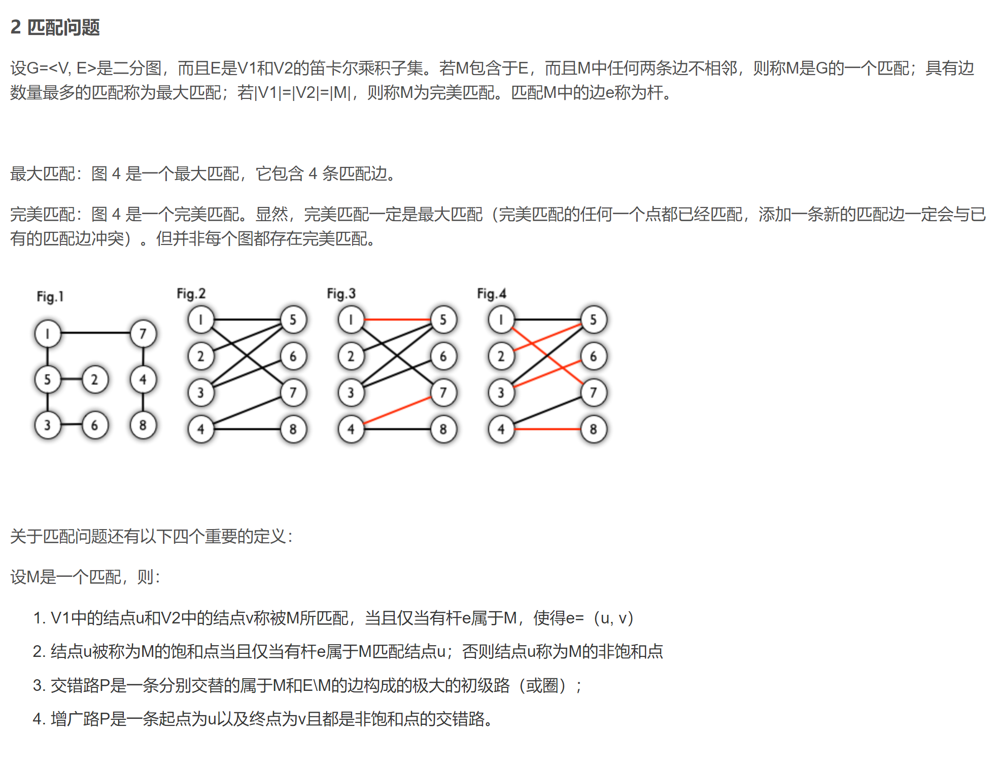 2 匹配问题
设G=<V, E>是二分图，而且E是V1和V2的笛卡尔乘积子集。若M包含于E，而且M中任何两条边不相邻，则称M是G的一个匹配；具有边
数量最多的匹配称为最大匹配；若|V1|=|V2|=|M|，则称M为完美匹配。匹配M中的边e称为杆。
最大匹配：图 4 是一个最大匹配，它包含 4 条匹配边。
完美匹配：图 4 是一个完美匹配。显然，完美匹配一定是最大匹配（完美匹配的任何一个点都已经匹配，添加一条新的匹配边一定会与已
有的匹配边冲突）。但并非每个图都存在完美匹配。
Fig.1
1 7
5 2 4
3 6 8
Fig.2
1 5
2 6
3 7
4 8
Fig.3
1 5
2 6
3 7
4 8
Fig.4
1 5
2 6
3 7
4 8
关于匹配问题还有以下四个重要的定义：
设M是一个匹配，则：
1. V1中的结点u和V2中的结点v称被M所匹配，当且仅当有杆e属于M，使得e=（u, v）
2. 结点u被称为M的饱和点当且仅当有杆e属于M匹配结点u；否则结点u称为M的非饱和点
3. 交错路P是一条分别交替的属于M和E\M的边构成的极大的初级路（或圈）；
4. 增广路P是一条起点为u以及终点为v且都是非饱和点的交错路。